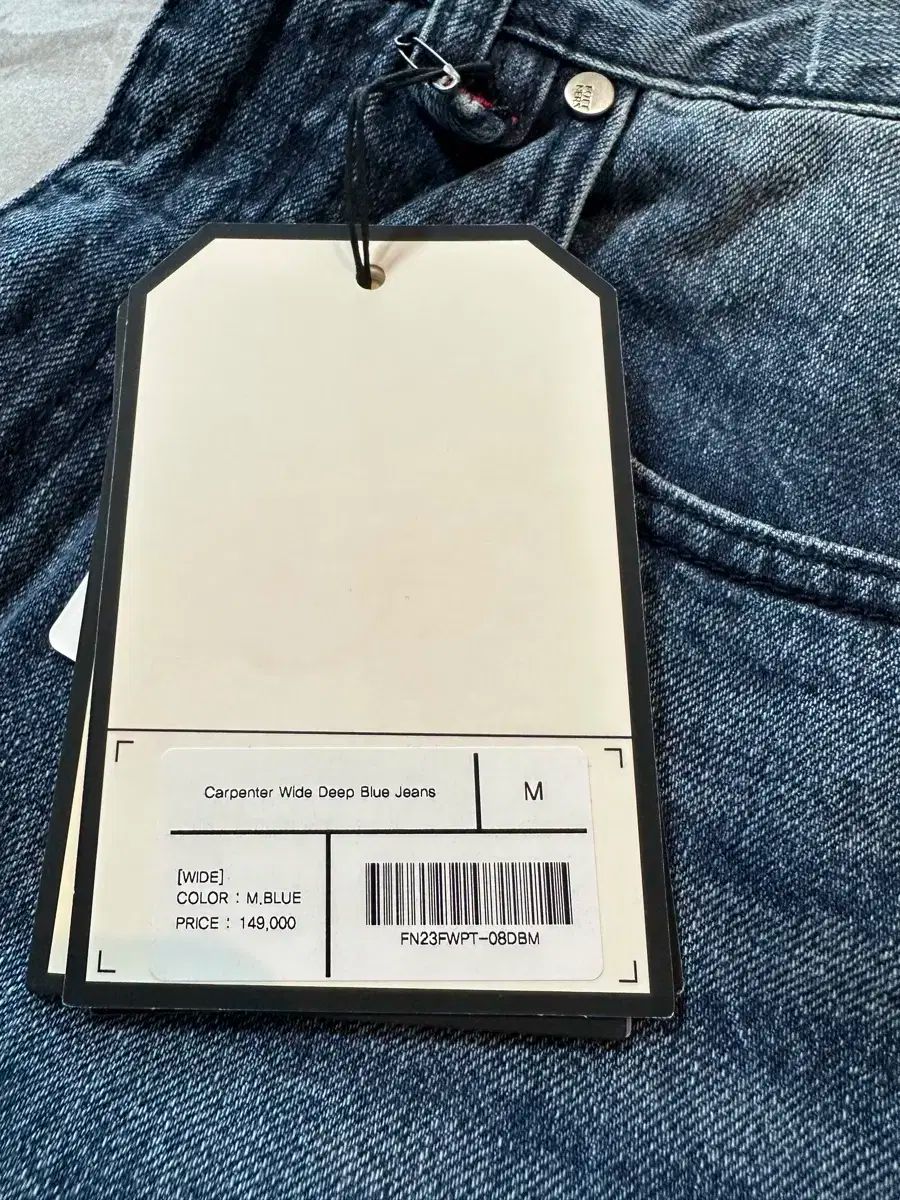 Carpenter Wide Deep Blue Jeans
M
[WIDE]
COLOR : M.BLUE
PRICE : 149,000
FN23FWPT-08DBM